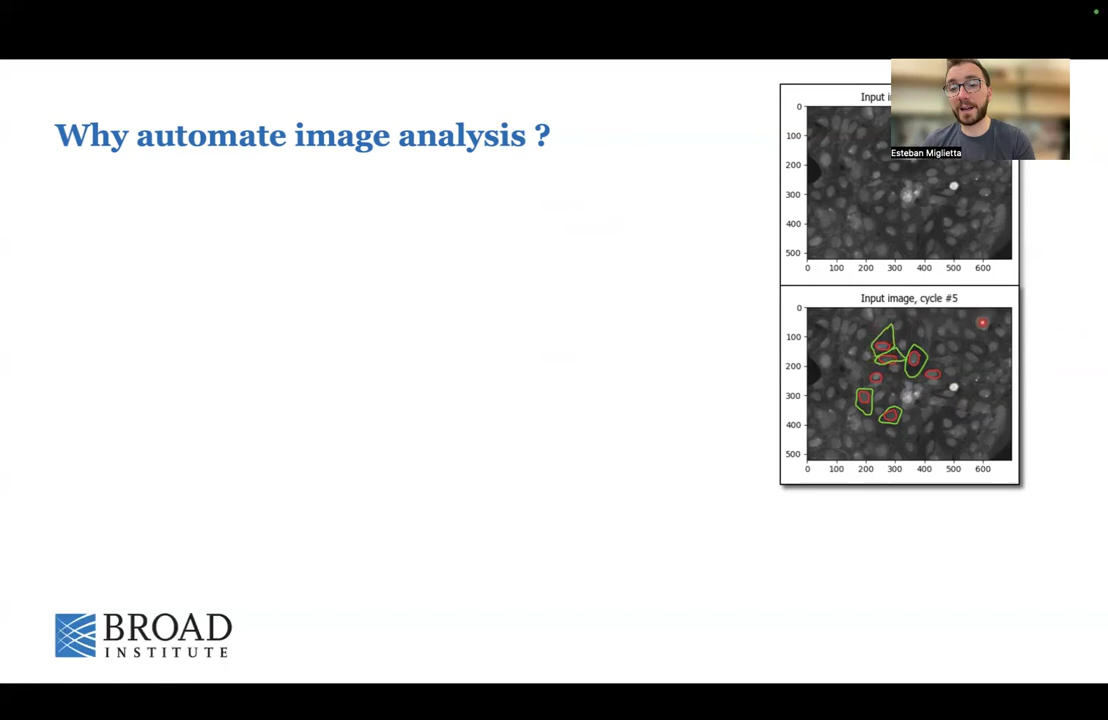 Why automate image analysis ?
Input i
0
100
200
300
400
500
0 100 200 300 400 500 600
Esteban Miglietta
Input image, cycle #5
0
100
200
300
400
500
0 100 200 300 400 500 600
BROAD
INSTITUTE